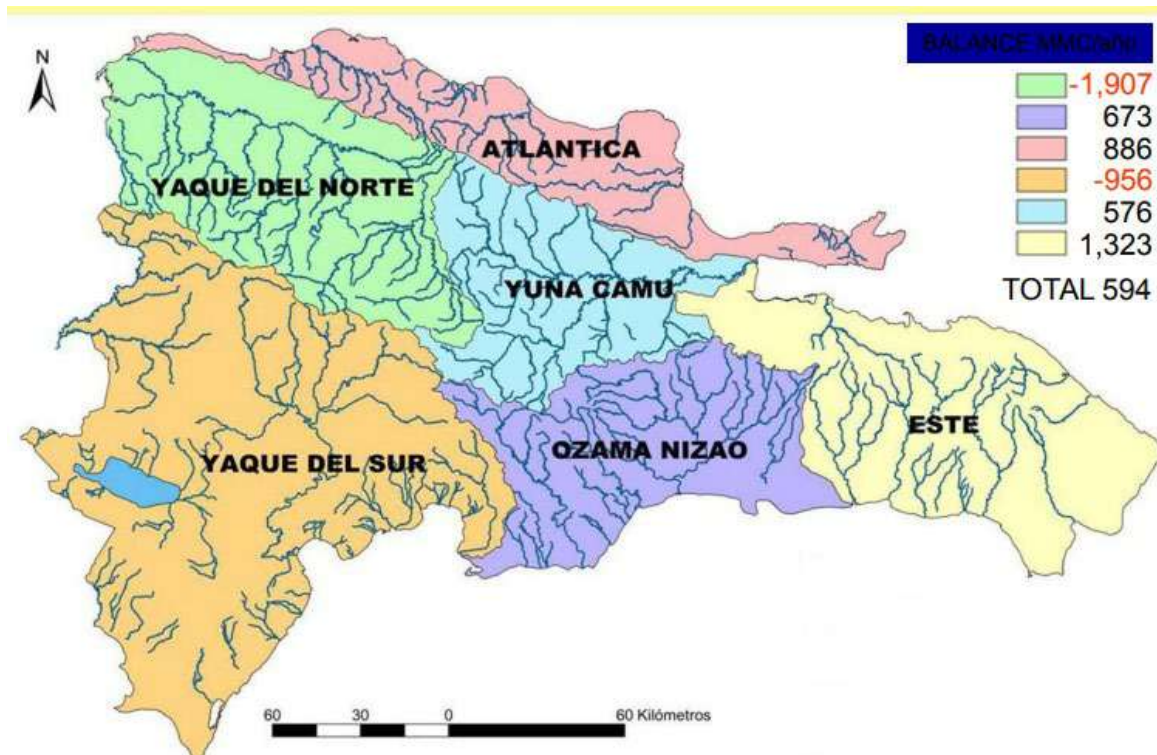 BALANCE MMC/año
N
-1,907
673
886
-956
576
1,323
TOTAL 594
ATLANTICA
YAQUE DEL NORTE
YUNA CAMU
ESTE
OZAMA NIZAO
YAQUE DEL SUR
60 30 0 60 Kilómetros